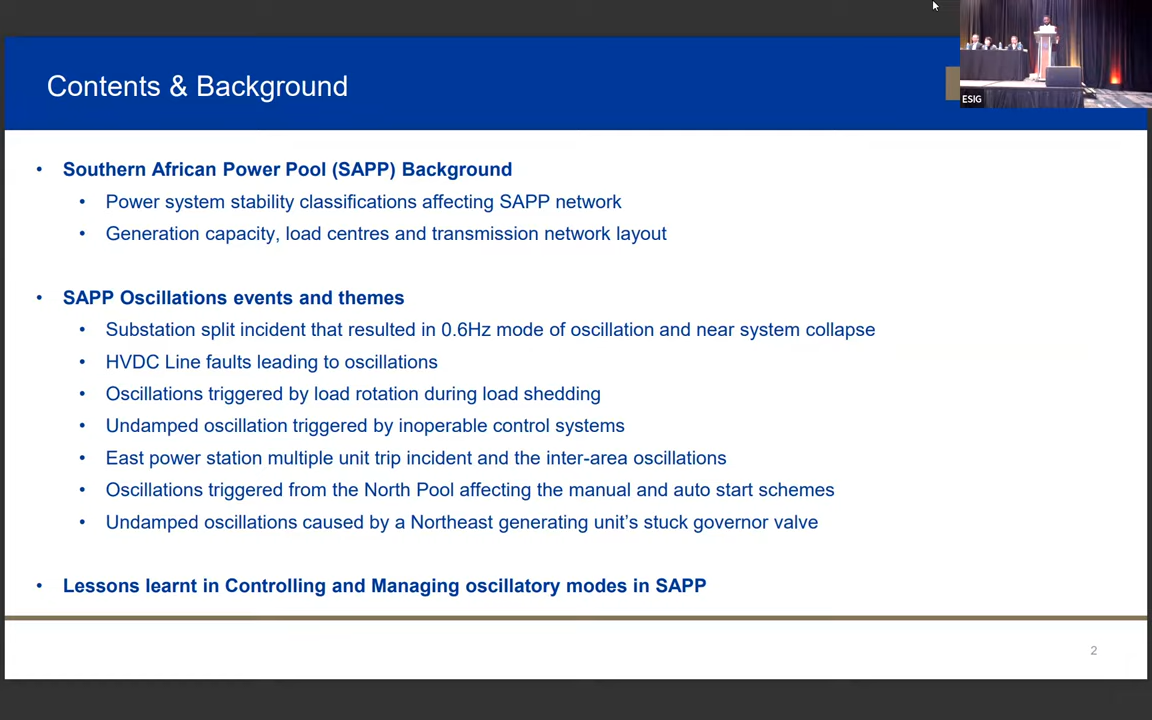 Contents & Background
ESIG
• Southern African Power Pool (SAPP) Background
• Power system stability classifications affecting SAPP network
• Generation capacity, load centres and transmission network layout
• SAPP Oscillations events and themes
• Substation split incident that resulted in 0.6Hz mode of oscillation and near system collapse
• HVDC Line faults leading to oscillations
• Oscillations triggered by load rotation during load shedding
• Undamped oscillation triggered by inoperable control systems
• East power station multiple unit trip incident and the inter-area oscillations
• Oscillations triggered from the North Pool affecting the manual and auto start schemes
• Undamped oscillations caused by a Northeast generating unit's stuck governor valve
• Lessons learnt in Controlling and Managing oscillatory modes in SAPP
2